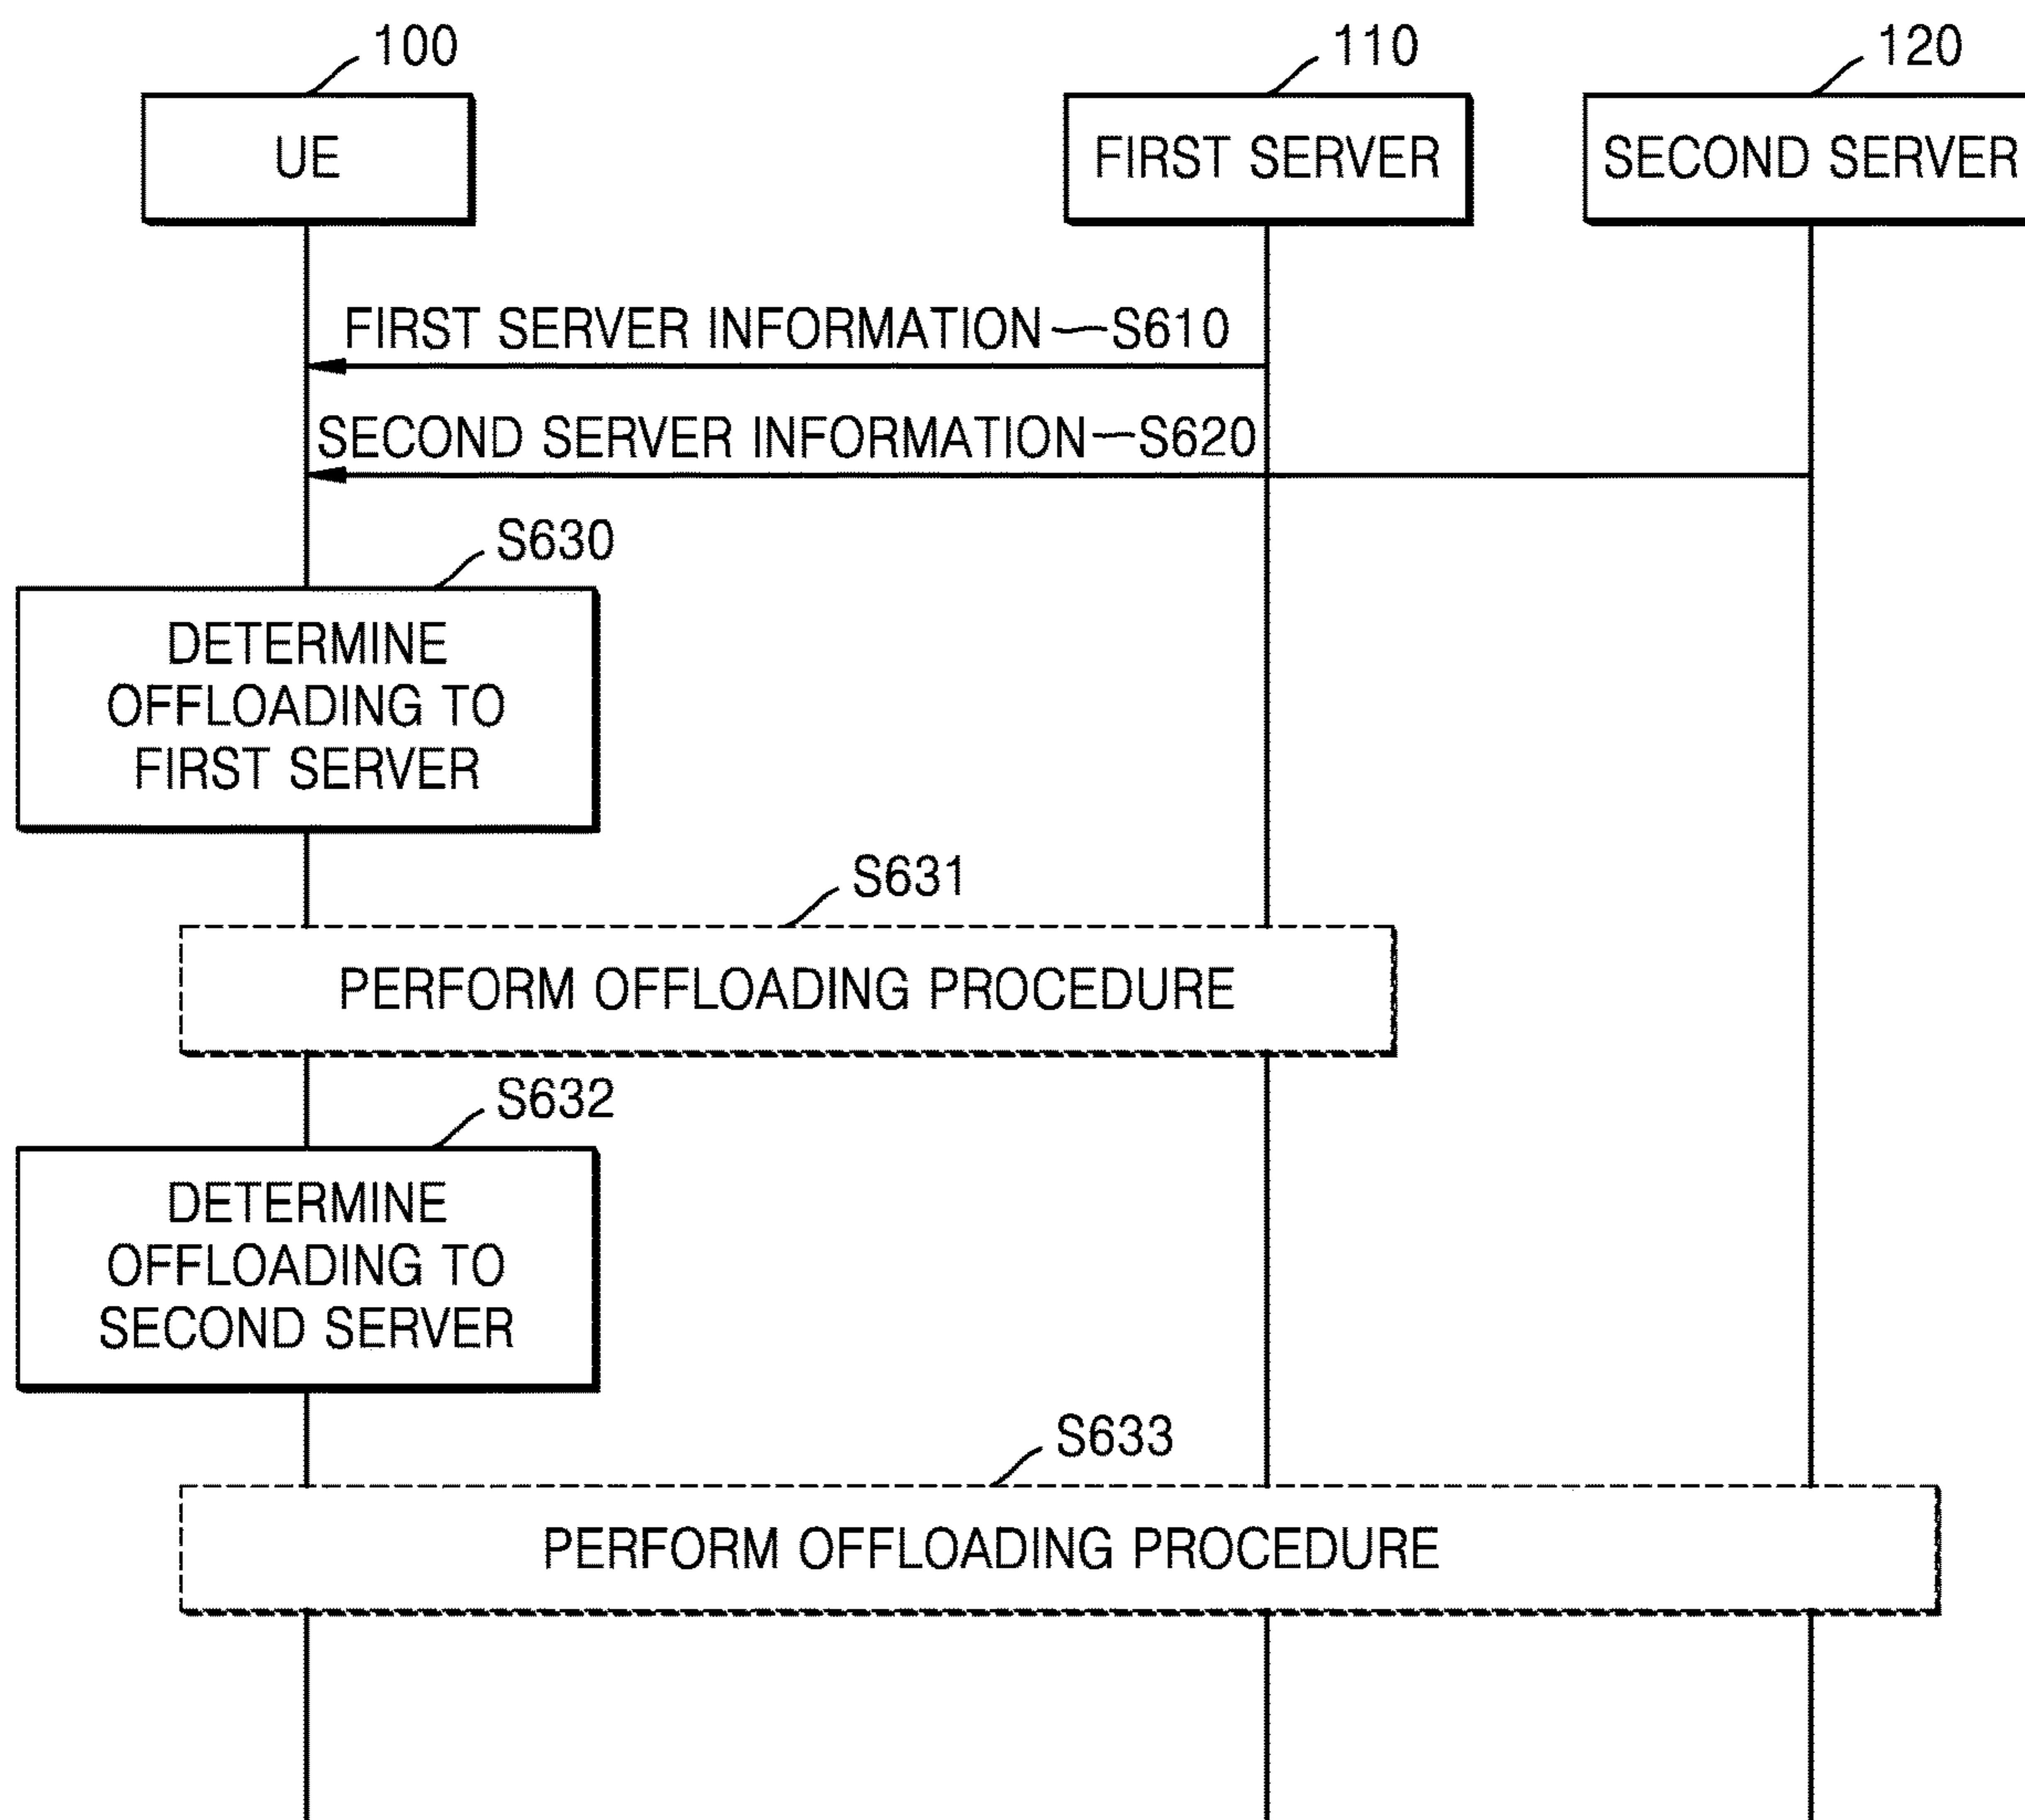 100
110
120
UE
FIRST SERVER
SECOND SERVER
FIRST SERVER INFORMATION S610
SECOND SERVER INFORMATION S620
S630
DETERMINE
OFFLOADING TO
FIRST SERVER
S631
PERFORM OFFLOADING PROCEDURE
S632
DETERMINE
OFFLOADING TO
SECOND SERVER
S633
PERFORM OFFLOADING PROCEDURE